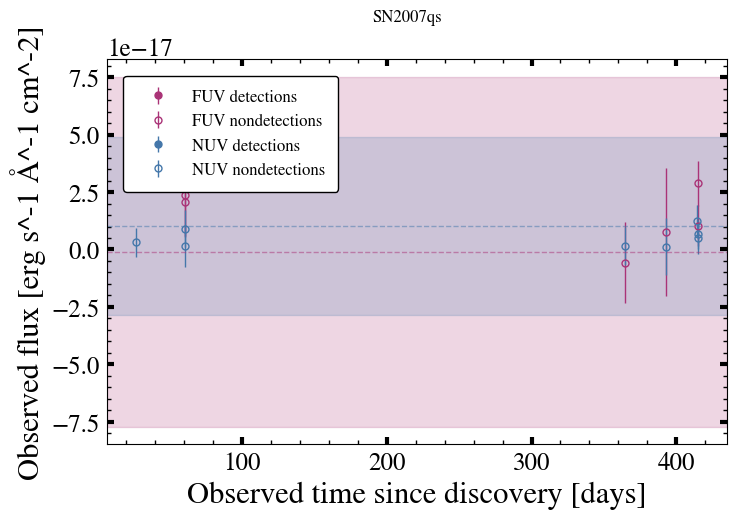 SN2007qs
1e−17
Observed flux [erg s^-1 Å^-1 cm^-2]
7.5
5.0
2.5
0.0
−2.5
−5.0
−7.5
FUV detections
FUV nondetections
NUV detections
NUV nondetections
100
200
300
400
Observed time since discovery [days]